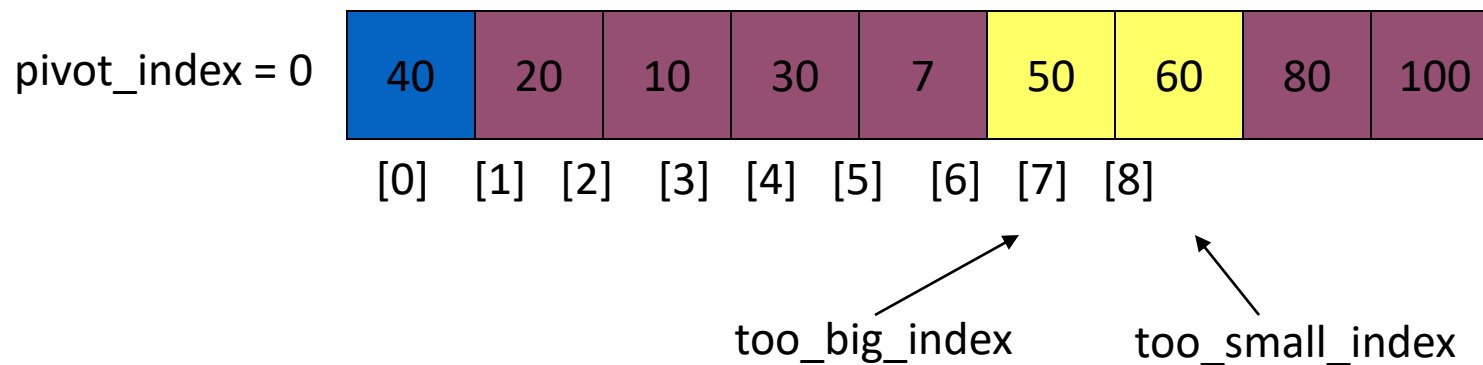 pivot_index = 0 40 20 10 30 7 50 60 80 100
[0] [1] [2] [3] [4] [5] [6] [7] [8]
too_big_index too_small_index